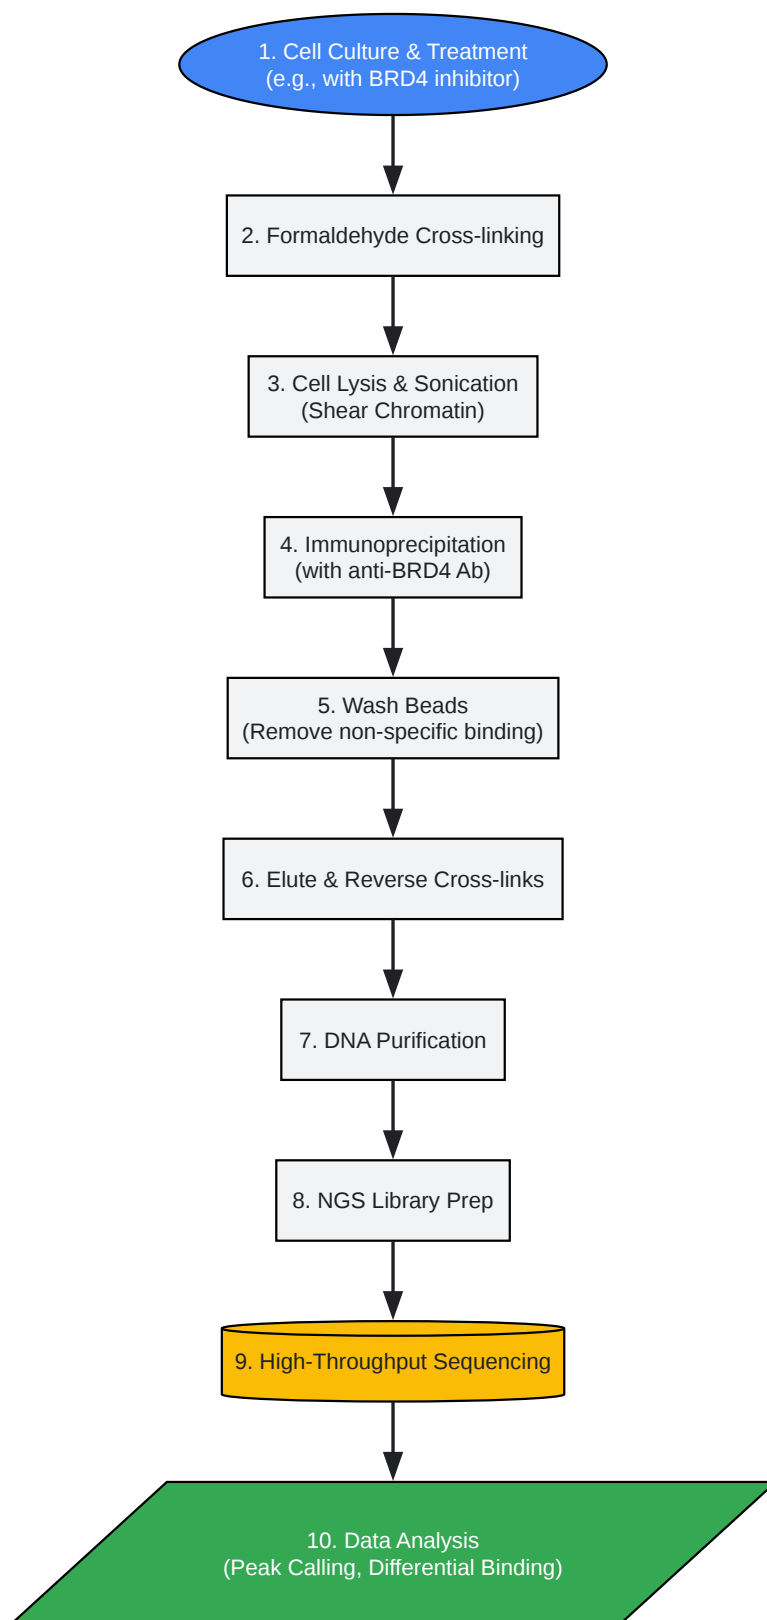 1. Cell Culture & Treatment
(e.g., with BRD4 inhibitor)
2. Formaldehyde Cross-linking
3. Cell Lysis & Sonication
(Shear Chromatin)
4. Immunoprecipitation
(with anti-BRD4 Ab)
5. Wash Beads
(Remove non-specific binding)
6. Elute & Reverse Cross-links
7. DNA Purification
8. NGS Library Prep
9. High-Throughput Sequencing
10. Data Analysis
(Peak Calling, Differential Binding)